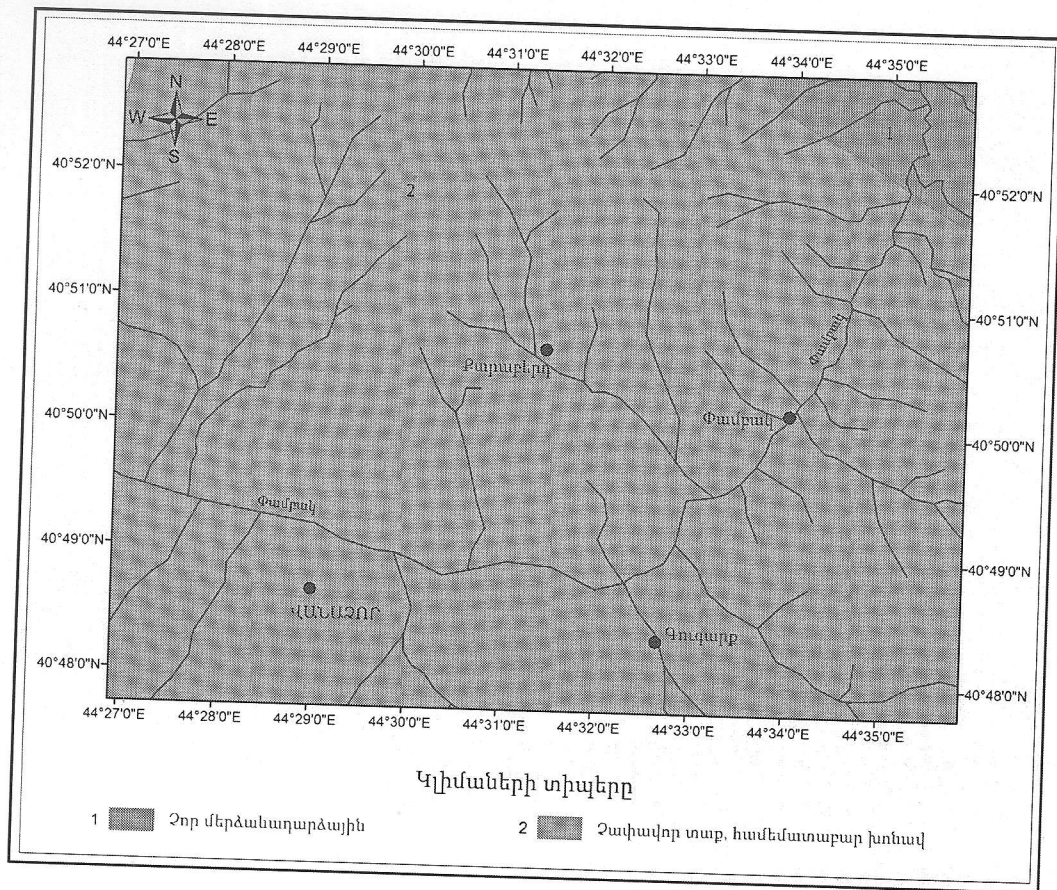 44°27'0"E 44°28'0"E 44°29'0"E 44°30'0"E 44°31'0"E 44°32'0"E 44°33'0"E 44°34'0"E 44°35'0"E
N
W E
S
1
40°52'0"N
2
40°52'0"N
40°51'0"N
40°51'0"N
Փամբակ
Քարաբերդ
40°50'0"N
Փամբակ
40°50'0"N
Փամբակ
40°49'0"N
40°49'0"N
ՎԱՆԱՁՈՐ
Գուգարք
40°48'0"N
40°48'0"N
44°27'0"E 44°28'0"E 44°29'0"E 44°30'0"E 44°31'0"E 44°32'0"E 44°33'0"E 44°34'0"E 44°35'0"E
Կլիմաների տիպերը
1 Չոր մերձանադարձային 2 Չափավոր տաք, համեմատաբար խոնավ